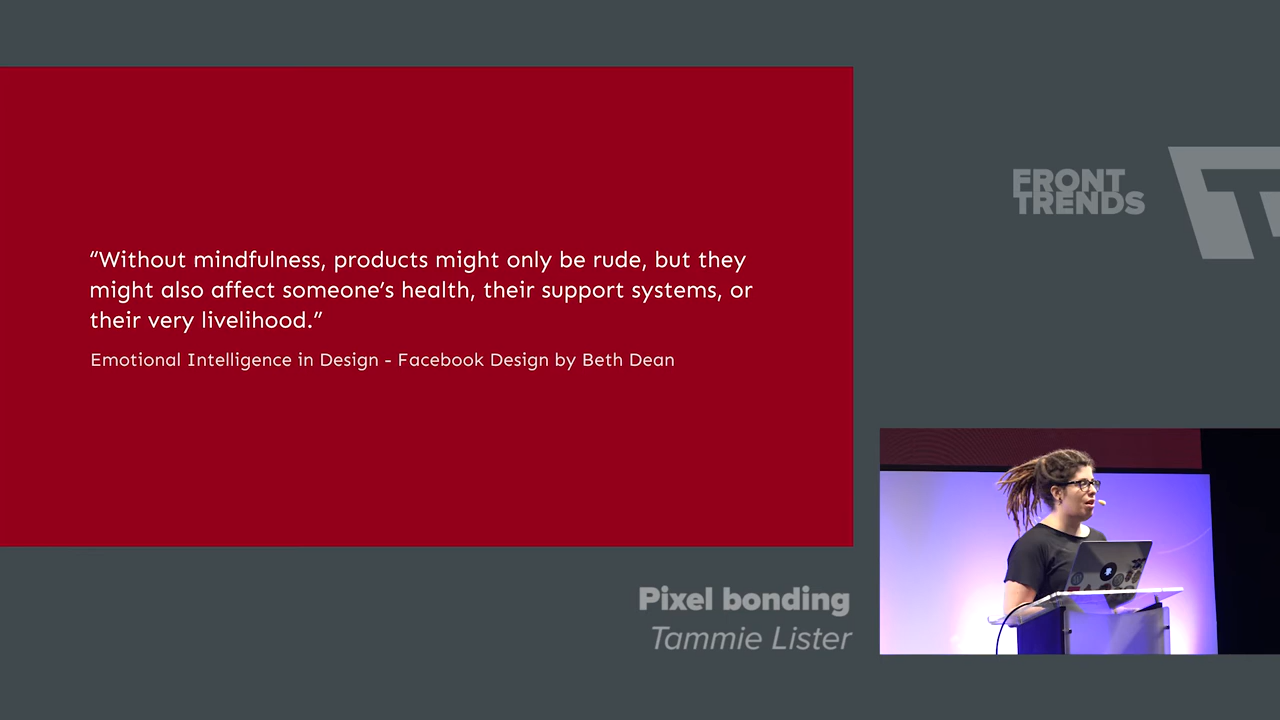 “Without mindfulness, products might only be rude, but they
might also affect someone’s health, their support systems, or
their very livelihood.”
Emotional Intelligence in Design - Facebook Design by Beth Dean
FRONT
TRENDS
Pixel bonding
Tammie Lister